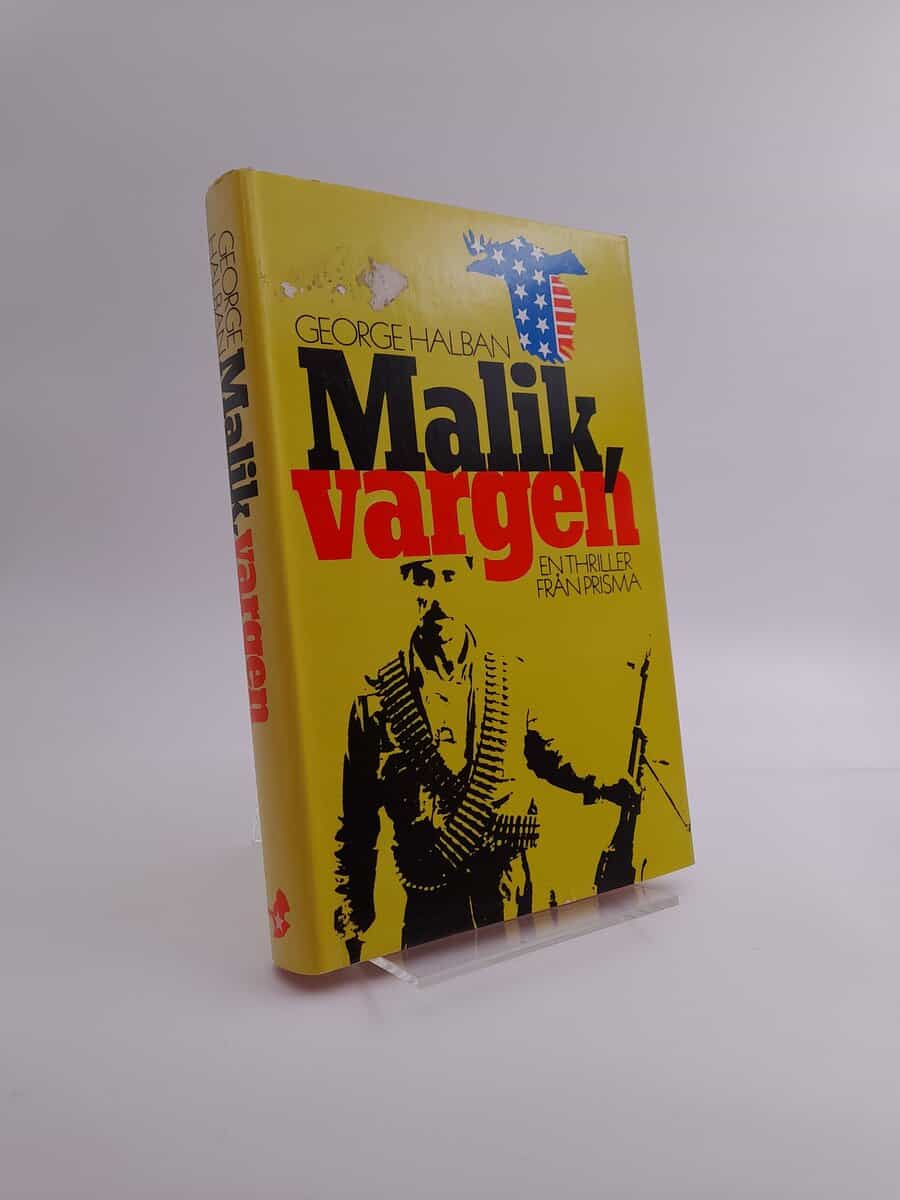 GEORGE HALBAN
Malik,
vargen
EN THRILLER
FRÅN PRISMA
GEORGE
HALBAN
Malik,
vargen